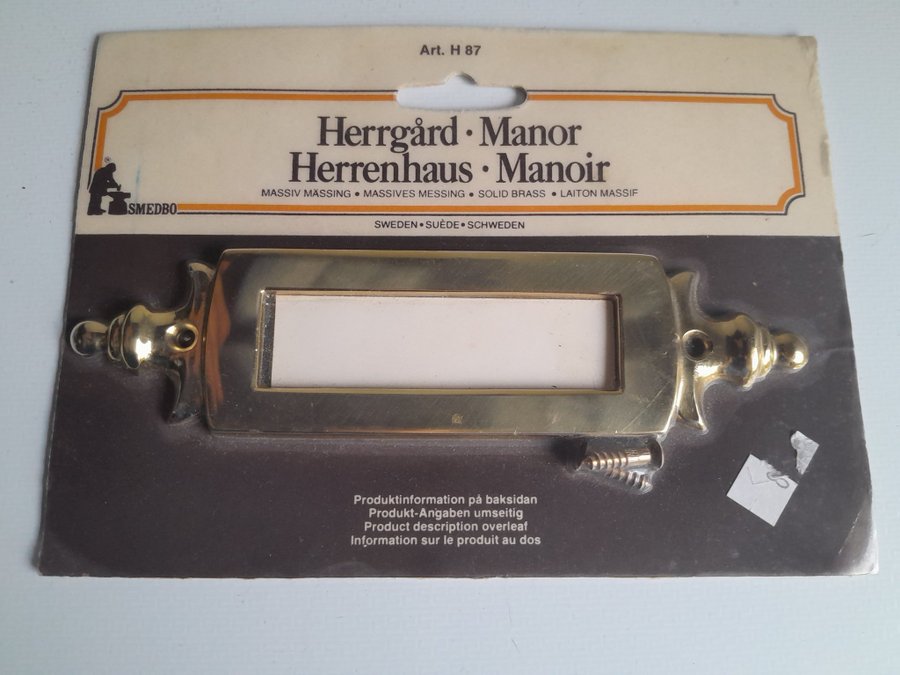 Art. H 87
Herrgård · Manor
Herrenhaus · Manoir
MASSIV MÄSSING • MASSIVES MESSING • SOLID BRASS • LAITON MASSIF
SMEDBO
SWEDEN • SUÈDE • SCHWEDEN
Produktinformation på baksidan
Produkt-Angaben umseitig
Product description overleaf
Information sur le produit au dos